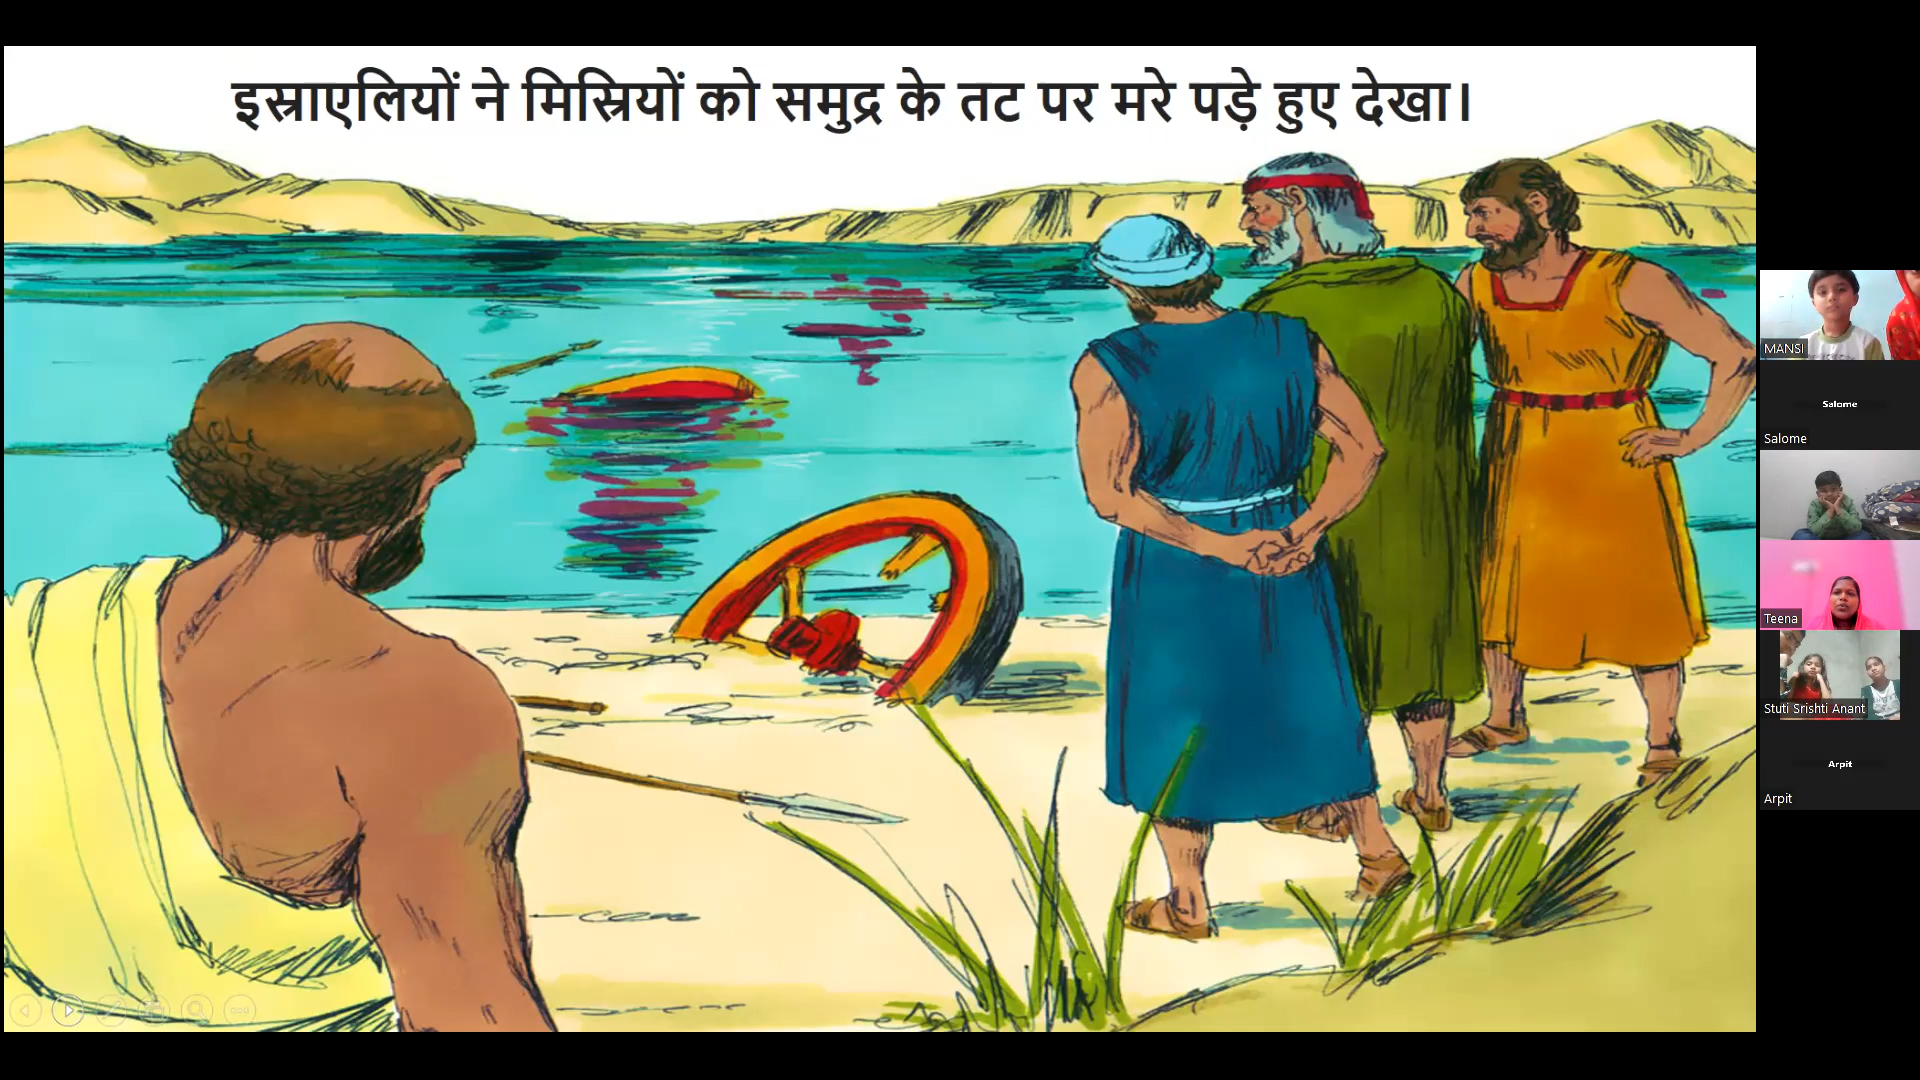 इस्राएलियों ने मिस्रियों को समुद्र के तट पर मरे पड़े हुए देखा।
MANSI
Salome
Salome
Teena
Stuti Srishti Anant
Arpit
Arpit